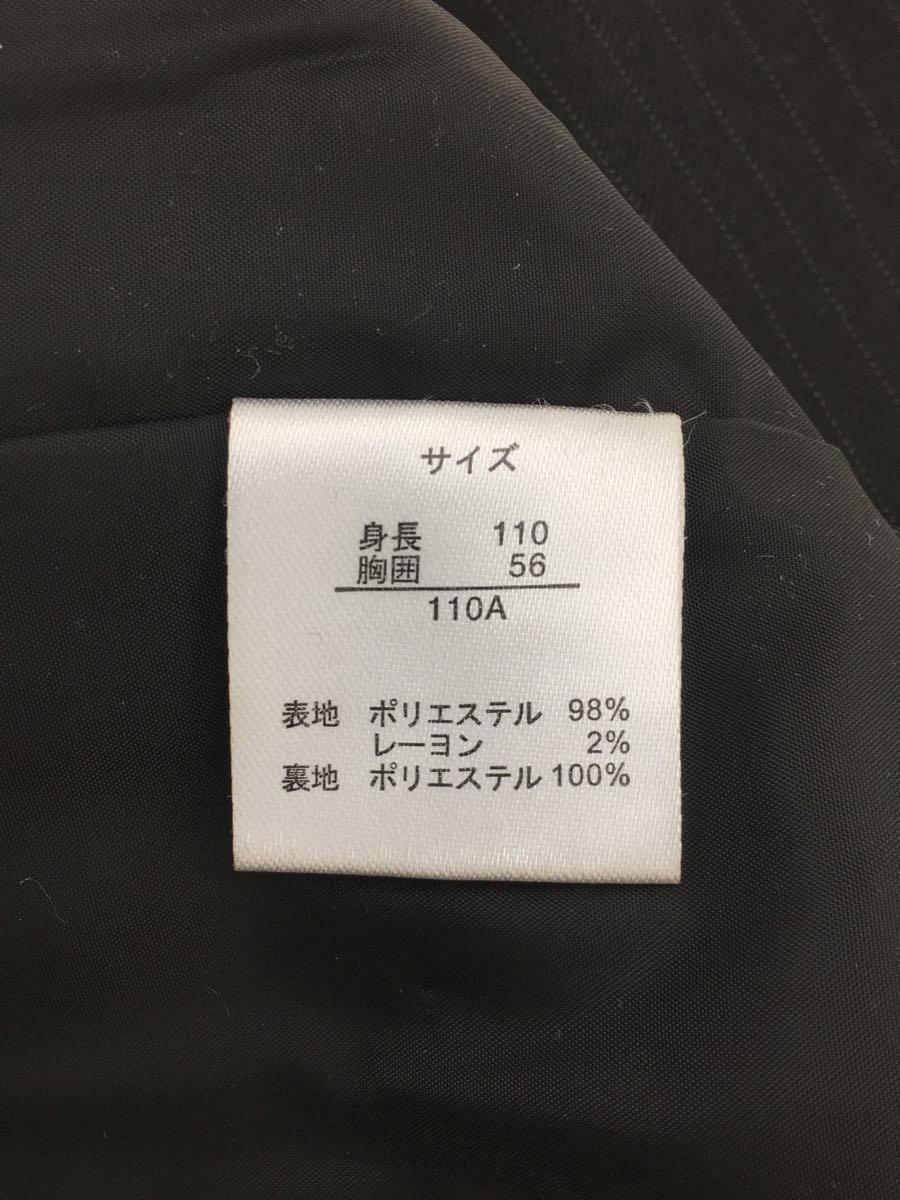 サイズ
身長 110
胸囲 56
110A
表地 ポリエステル 98%
レーヨン 2%
裏地 ポリエステル 100%